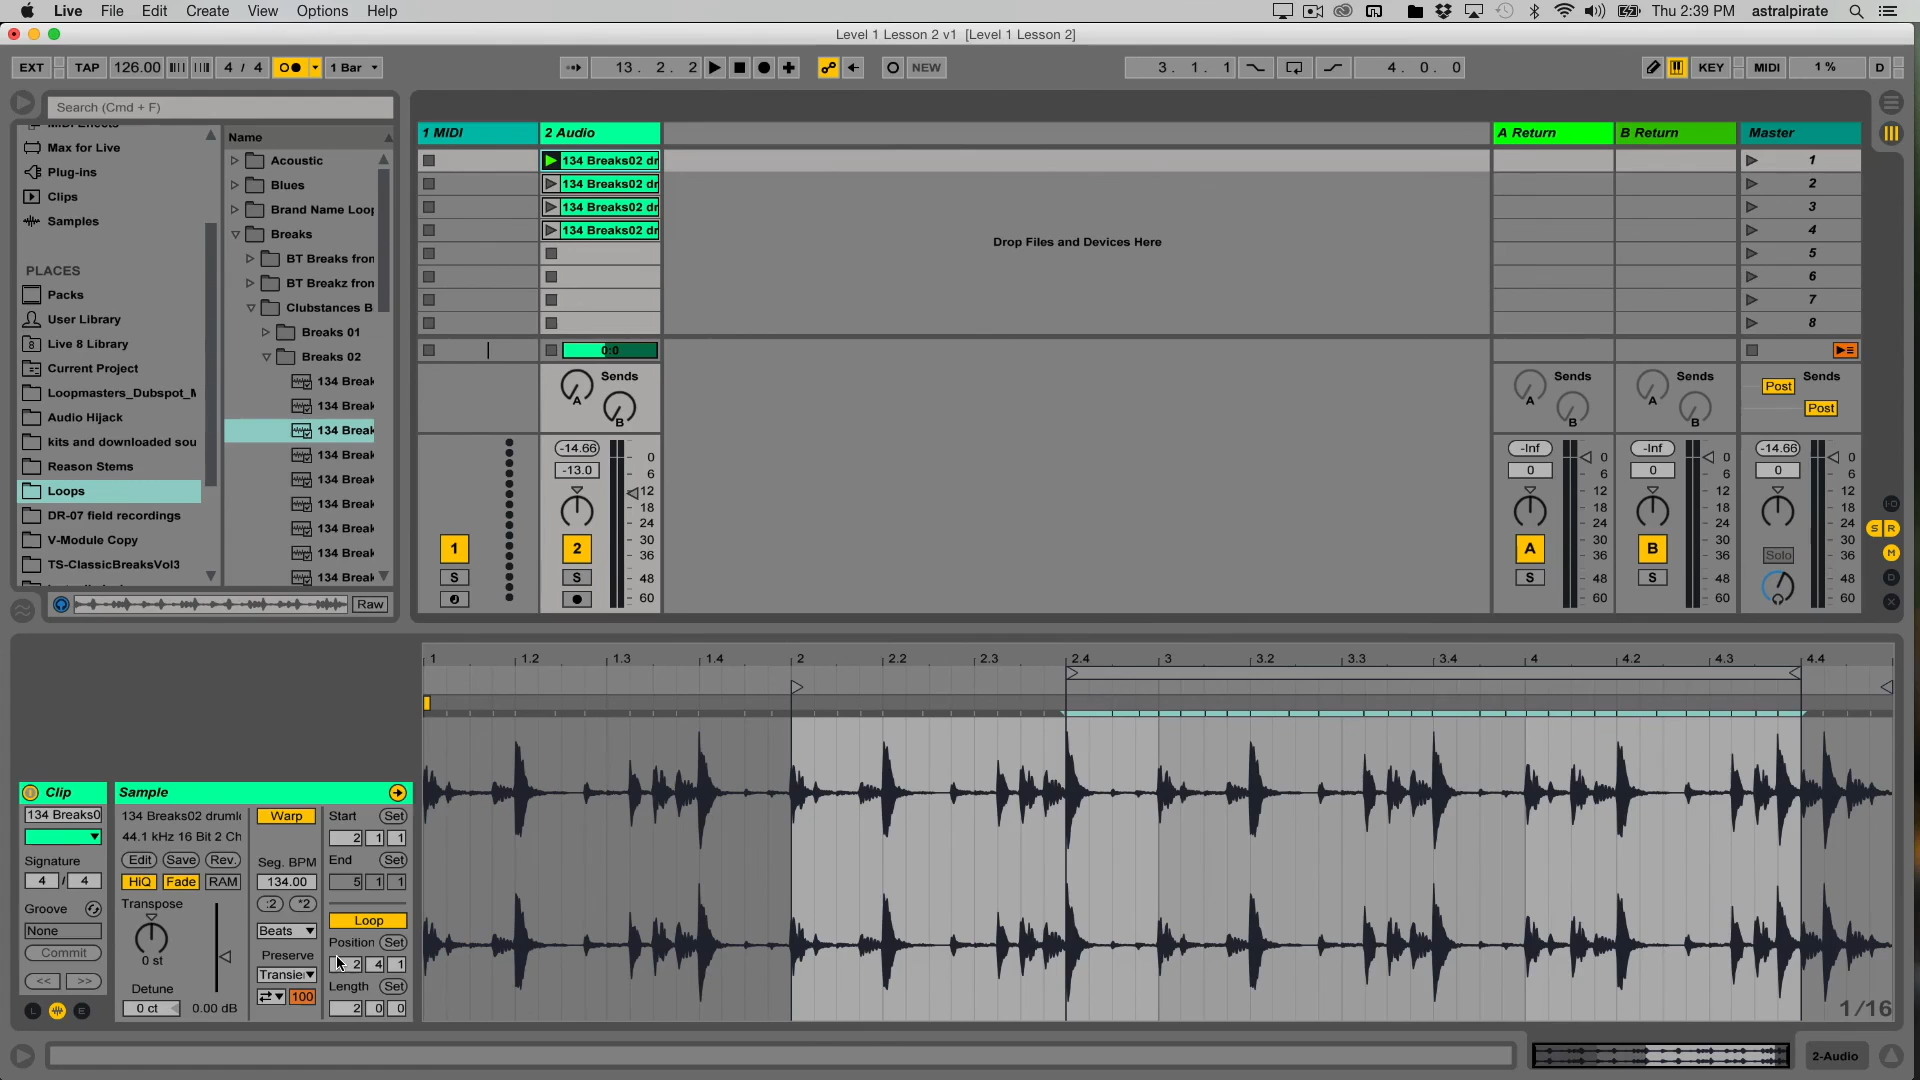 Live File Edit Create View Options Help Thu 2:39 PM astralpirate
Level 1 Lesson 2 v1 [Level 1 Lesson 2]
EXT TAP 126.00 4 / 4 1 Bar 13. 2. 2 NEW 3. 1. 1 4. 0. 0 KEY MIDI 1 % D
Search (Cmd + F)
Name
Max for Live
Plug-ins
Clips
Samples
PLACES
Packs
User Library
Live 8 Library
Current Project
Loopmasters_Dubspot_M
Audio Hijack
kits and downloaded sou
Reason Stems
Loops
DR-07 field recordings
V-Module Copy
TS-ClassicBreaksVol3
Acoustic
Blues
Brand Name Loop
Breaks
BT Breaks fron
BT Breakz fron
Clubstances B
Breaks 01
Breaks 02
134 Break
134 Break
134 Break
134 Break
134 Break
134 Break
134 Break
134 Break
134 Break
Raw
1 MIDI 2 Audio A Return B Return Master
134 Breaks02 dr 1
134 Breaks02 dr 2
134 Breaks02 dr 3
134 Breaks02 dr 4
Drop Files and Devices Here
5
6
7
8
0:0
Sends Sends Sends Sends
A A A Post
B B B Post
-14.66 -Inf -Inf -14.66
-13.0 0 0 0
0 0 0 0
6 6 6 6
12 12 12 12
18 18 18 18
24 24 24 24
30 30 30 30
36 36 36 36
48 48 48 48
60 60 60 60
1 2 A B Solo
S S S S
S R
M
D
X
1 1.2 1.3 1.4 2 2.2 2.3 2.4 3 3.2 3.3 3.4 4 4.2 4.3 4.4
Clip Sample
134 Breaks0 134 Breaks02 drumlo Warp Start Set
44.1 kHz 16 Bit 2 Ch 2 1 1
Signature Edit Save Rev. Seg. BPM End Set
4 / 4 HiQ Fade RAM 134.00 5 1 1
Transpose :2 *2
Groove Loop
None Beats Position Set
Commit 0 st Preserve 2 4 1
<< >> Transie Length Set
Detune 100
L E 0 ct 0.00 dB 2 0 0
1/16
2-Audio